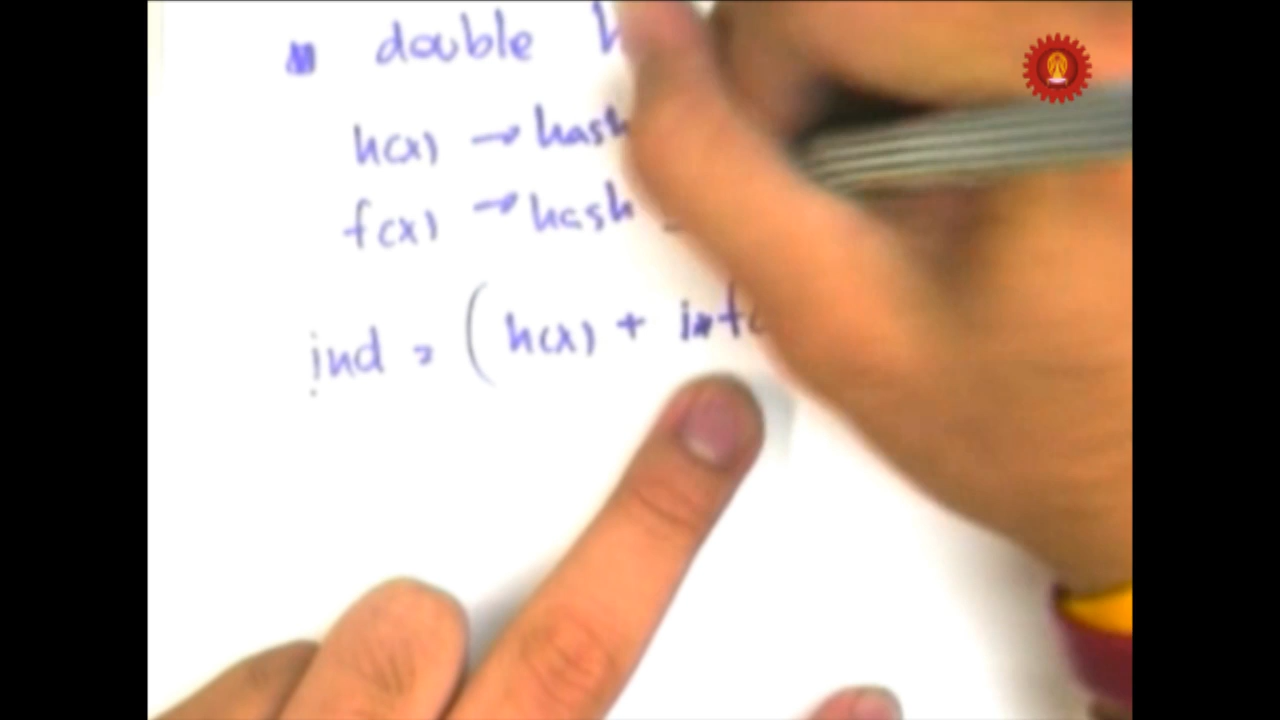 double
h(x) → hash
f(x) → hash
ind = (h(x) + i